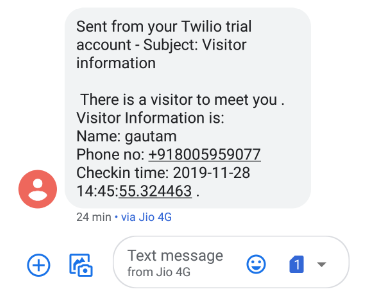 Sent from your Twilio trial
account - Subject: Visitor
information
There is a visitor to meet you .
Visitor Information is:
Name: gautam
Phone no: +918005959077
Checkin time: 2019-11-28
14:45:55.324463 .
24 min • via Jio 4G
Text message
from Jio 4G
1